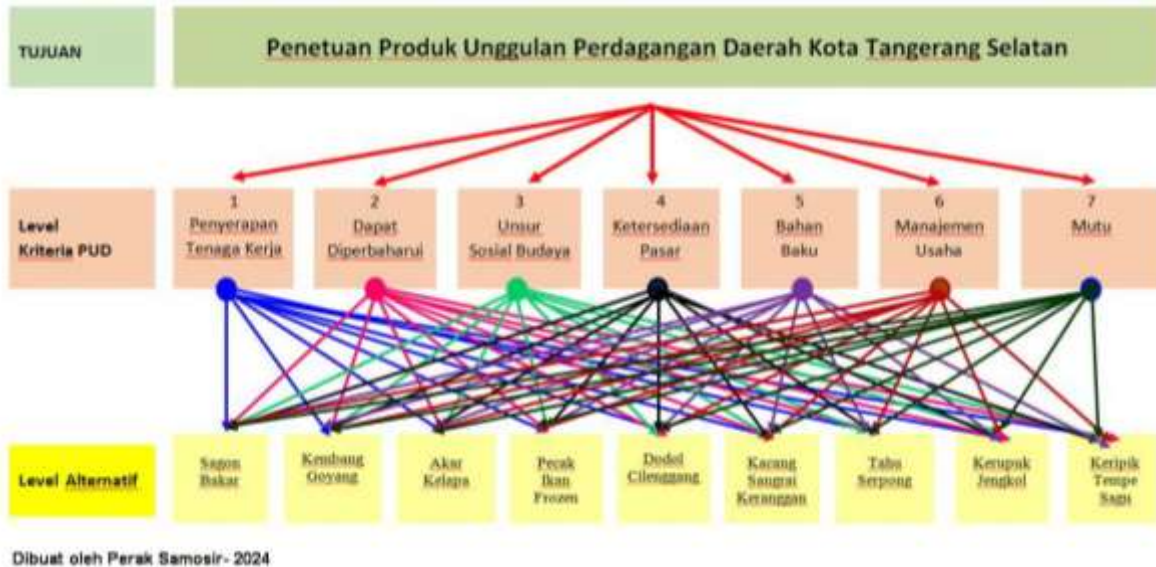 TUJUAN
Penetuan Produk Unggulan Perdagangan Daerah Kota Tangerang Selatan
Level
Kriteria PUD
1
Penyerapan
Tenaga Kerja
2
Dapat
Diperbaharui
3
Unsur
Sosial Budaya
4
Ketersediaan
Pasar
5
Bahan
Baku
6
Manajemen
Usaha
7
Mutu
Level Alternatif
Sagon
Bakar
Kembang
Goyang
Akar
Kelapa
Pecak
Ikan
Frozen
Dodol
Cilenggang
Kacang
Sangrai
Keranggan
Tahu
Serpong
Kerupuk
Jengkol
Keripik
Tempe
Sagu
Dibuat oleh Perak Samosir- 2024